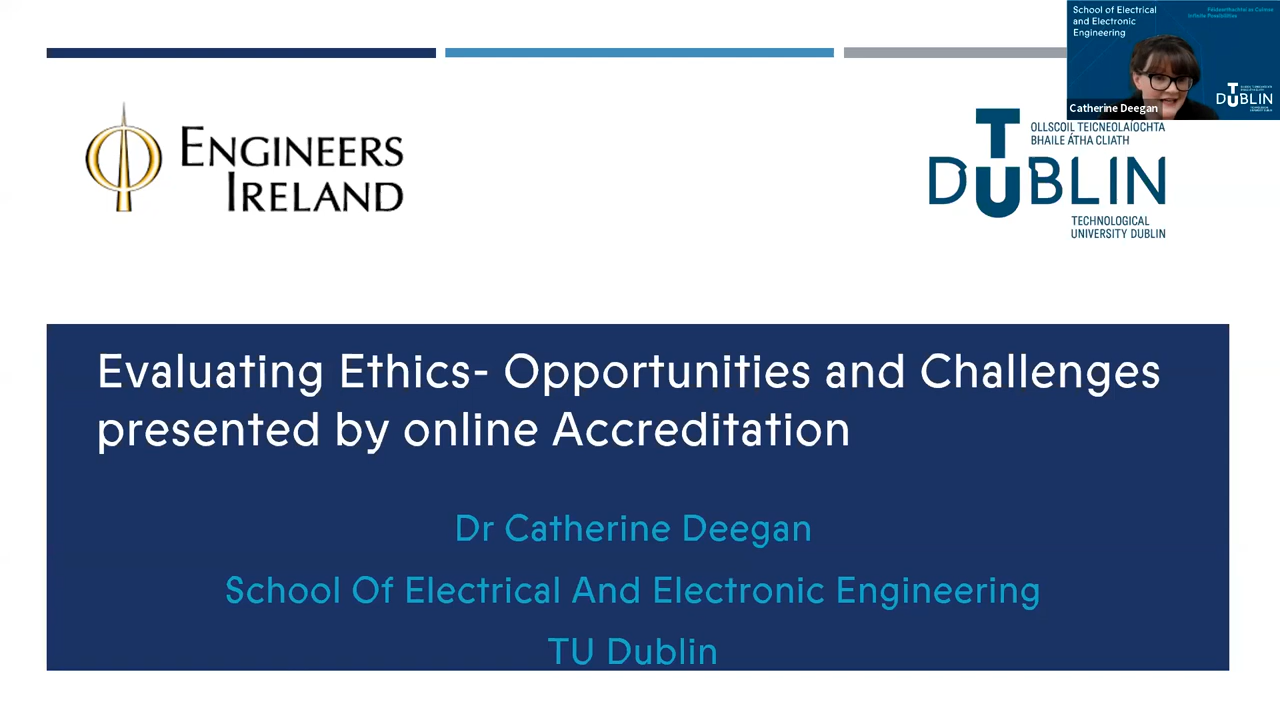 School of Electrical
and Electronic
Engineering
Infinite Possibilities
Catherine Deegan
DUBLIN
ENGINEERS
IRELAND
OLLSCOIL TEICNEOLAÍOCHTA
BHAILE ÁTHA CLIATH
TU DUBLIN
TECHNOLOGICAL
UNIVERSITY DUBLIN
Evaluating Ethics- Opportunities and Challenges
presented by online Accreditation
Dr Catherine Deegan
School Of Electrical And Electronic Engineering
TU Dublin